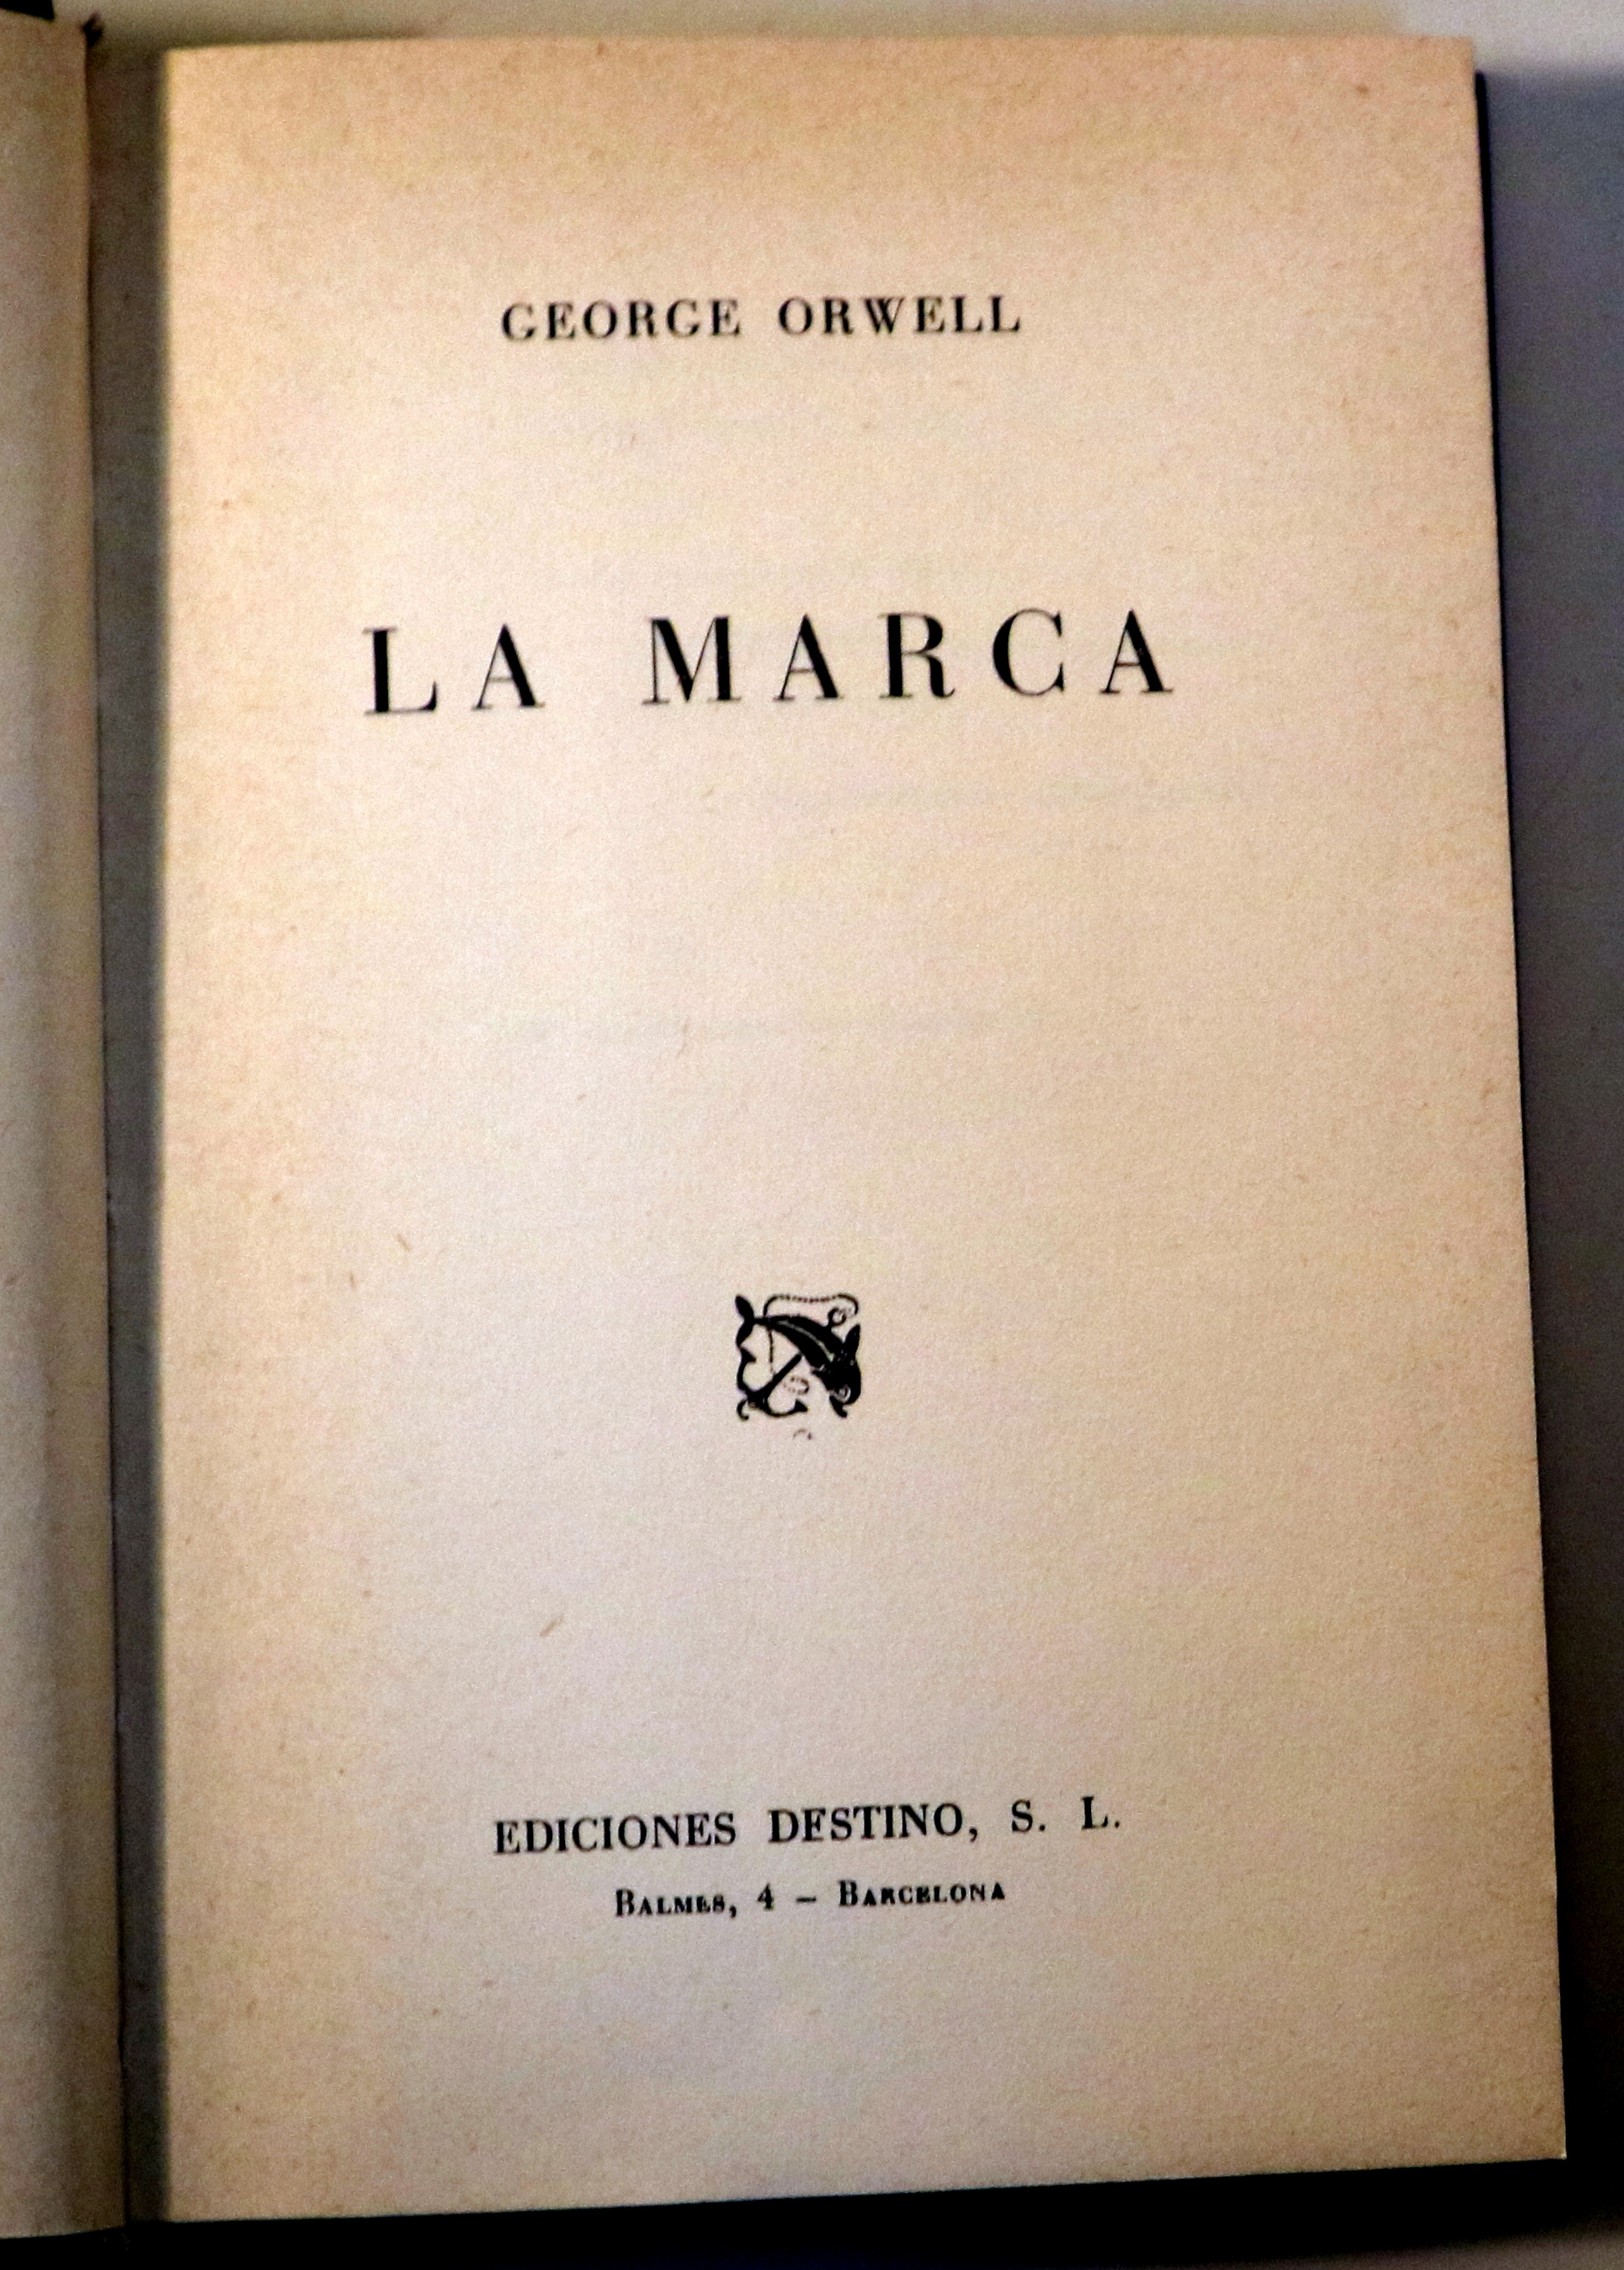 GEORGE ORWELL
LA MARCA
EDICIONES DESTINO, S. L.
BALMES, 4 – BARCELONA